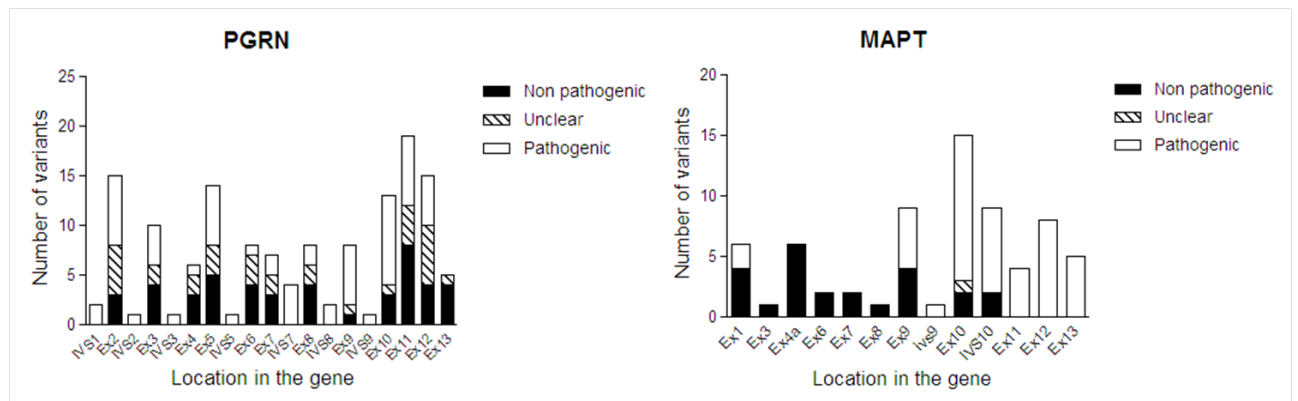 PGRN
Number of variants
25
20
15
10
5
0
IVS1
Ex2
IVS2
Ex3
IVS3
Ex4
Ex5
IVS5
Ex6
Ex7
IVS7
Ex8
IVS8
Ex9
IVS9
Ex10
Ex11
Ex12
Ex13
Location in the gene
Non pathogenic
Unclear
Pathogenic
MAPT
Number of variants
20
15
10
5
0
Ex1
Ex3
Ex4a
Ex6
Ex7
Ex8
Ex9
Ivs9
Ex10
IVS10
Ex11
Ex12
Ex13
Location in the gene
Non pathogenic
Unclear
Pathogenic